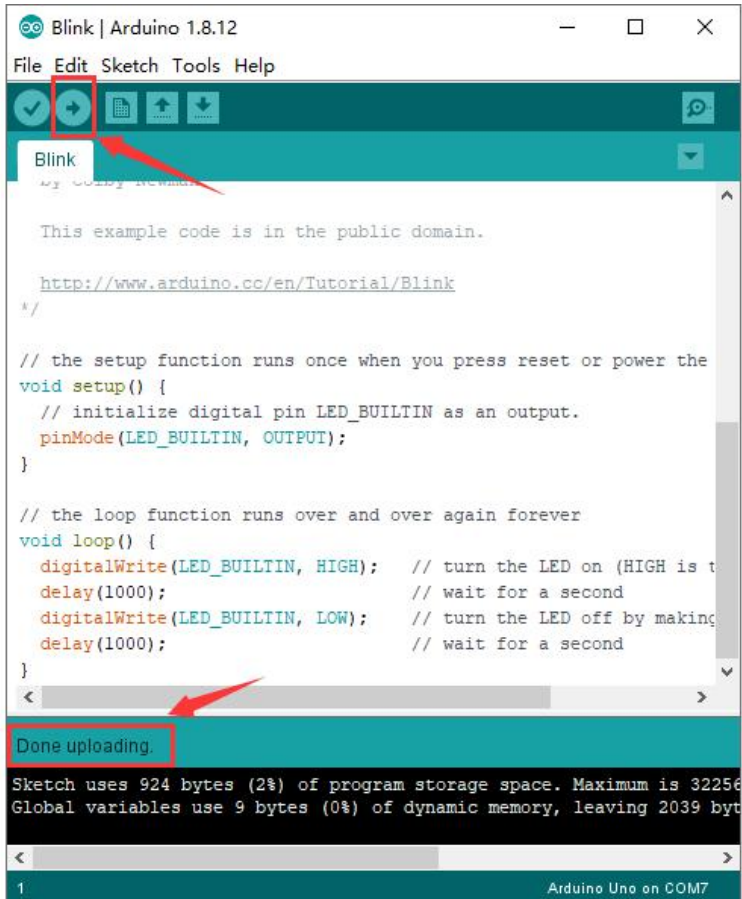 Blink | Arduino 1.8.12
File Edit Sketch Tools Help
Blink
by Colby Newman
This example code is in the public domain.
http://www.arduino.cc/en/Tutorial/Blink
*/
// the setup function runs once when you press reset or power the
void setup() {
// initialize digital pin LED_BUILTIN as an output.
pinMode(LED_BUILTIN, OUTPUT);
}
// the loop function runs over and over again forever
void loop() {
digitalWrite(LED_BUILTIN, HIGH);   // turn the LED on (HIGH is t
delay(1000);                       // wait for a second
digitalWrite(LED_BUILTIN, LOW);    // turn the LED off by making
delay(1000);                       // wait for a second
}
Done uploading.
Sketch uses 924 bytes (2%) of program storage space. Maximum is 32256
Global variables use 9 bytes (0%) of dynamic memory, leaving 2039 byt
1 Arduino Uno on COM7